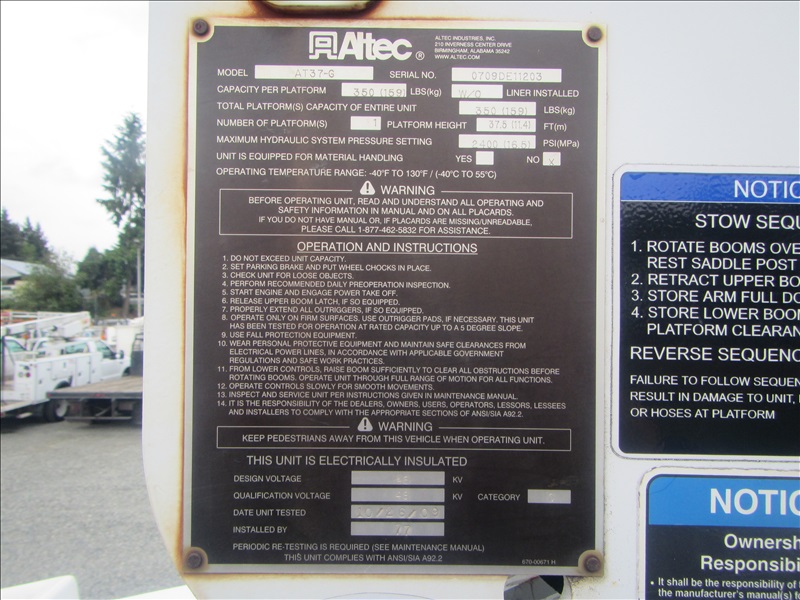 Altec®
ALTEC INDUSTRIES, INC.
210 INVERNESS CENTER DRIVE
BIRMINGHAM, ALABAMA 35242
WWW.ALTEC.COM
MODEL AT37-G SERIAL NO. 0709DE11203
CAPACITY PER PLATFORM 350 (159) LBS(kg) W/O LINER INSTALLED
TOTAL PLATFORM(S) CAPACITY OF ENTIRE UNIT 350 (159) LBS(kg)
NUMBER OF PLATFORM(S) 1 PLATFORM HEIGHT 37.5 (11.4) FT(m)
MAXIMUM HYDRAULIC SYSTEM PRESSURE SETTING 2400 (16.5) PSI(MPa)
UNIT IS EQUIPPED FOR MATERIAL HANDLING YES NO X
OPERATING TEMPERATURE RANGE: -40°F TO 130°F / (-40°C TO 55°C)
WARNING
BEFORE OPERATING UNIT, READ AND UNDERSTAND ALL OPERATING AND
SAFETY INFORMATION IN MANUAL AND ON ALL PLACARDS.
IF YOU DO NOT HAVE MANUAL OR, IF PLACARDS ARE MISSING/UNREADABLE,
PLEASE CALL 1-877-462-5832 FOR ASSISTANCE.
OPERATION AND INSTRUCTIONS
1. DO NOT EXCEED UNIT CAPACITY.
2. SET PARKING BRAKE AND PUT WHEEL CHOCKS IN PLACE.
3. CHECK UNIT FOR LOOSE OBJECTS.
4. PERFORM RECOMMENDED DAILY PREOPERATION INSPECTION.
5. START ENGINE AND ENGAGE POWER TAKE OFF.
6. RELEASE UPPER BOOM LATCH, IF SO EQUIPPED.
7. PROPERLY EXTEND ALL OUTRIGGERS, IF SO EQUIPPED.
8. OPERATE ONLY ON FIRM SURFACES. USE OUTRIGGER PADS, IF NECESSARY. THIS UNIT
HAS BEEN TESTED FOR OPERATION AT RATED CAPACITY UP TO A 5 DEGREE SLOPE.
9. USE FALL PROTECTION EQUIPMENT.
10. WEAR PERSONAL PROTECTIVE EQUIPMENT AND MAINTAIN SAFE CLEARANCES FROM
ELECTRICAL POWER LINES, IN ACCORDANCE WITH APPLICABLE GOVERNMENT
REGULATIONS AND SAFE WORK PRACTICES.
11. FROM LOWER CONTROLS, RAISE BOOM SUFFICIENTLY TO CLEAR ALL OBSTRUCTIONS BEFORE
ROTATING BOOMS. OPERATE UNIT THROUGH FULL RANGE OF MOTION FOR ALL FUNCTIONS.
12. OPERATE CONTROLS SLOWLY FOR SMOOTH MOVEMENTS.
13. INSPECT AND SERVICE UNIT PER INSTRUCTIONS GIVEN IN MAINTENANCE MANUAL.
14. IT IS THE RESPONSIBILITY OF THE DEALERS, OWNERS, USERS, OPERATORS, LESSORS, LESSEES
AND INSTALLERS TO COMPLY WITH THE APPROPRIATE SECTIONS OF ANSI/SIA A92.2.
WARNING
KEEP PEDESTRIANS AWAY FROM THIS VEHICLE WHEN OPERATING UNIT.
THIS UNIT IS ELECTRICALLY INSULATED
DESIGN VOLTAGE 46 KV
QUALIFICATION VOLTAGE 46 KV CATEGORY
DATE UNIT TESTED
INSTALLED BY
PERIODIC RE-TESTING IS REQUIRED (SEE MAINTENANCE MANUAL)
THIS UNIT COMPLIES WITH ANSI/SIA A92.2
670-00671 H
NOTIC
STOW SEQU
1. ROTATE BOOMS OVE
REST SADDLE POST
2. RETRACT UPPER BOO
3. STORE ARM FULL DO
4. STORE LOWER BOOM
PLATFORM CLEARAN
REVERSE SEQUENC
FAILURE TO FOLLOW SEQUEN
RESULT IN DAMAGE TO UNIT,
OR HOSES AT PLATFORM
NOTIC
Ownersh
Responsibi
• It shall be the responsibility of t
the manufacturer's manual(s) fo